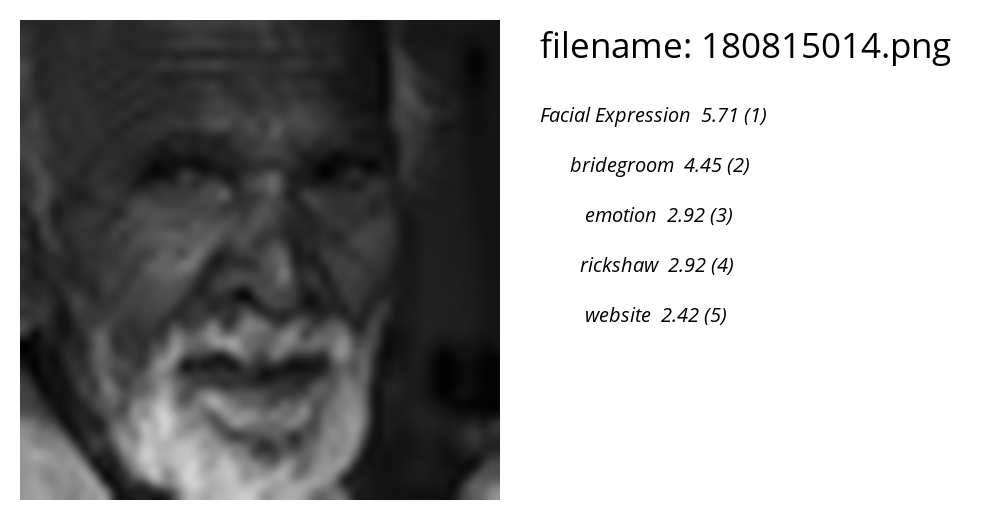 filename: 180815014.png
Facial Expression 5.71 (1)
bridegroom 4.45 (2)
emotion 2.92 (3)
rickshaw 2.92 (4)
website 2.42 (5)